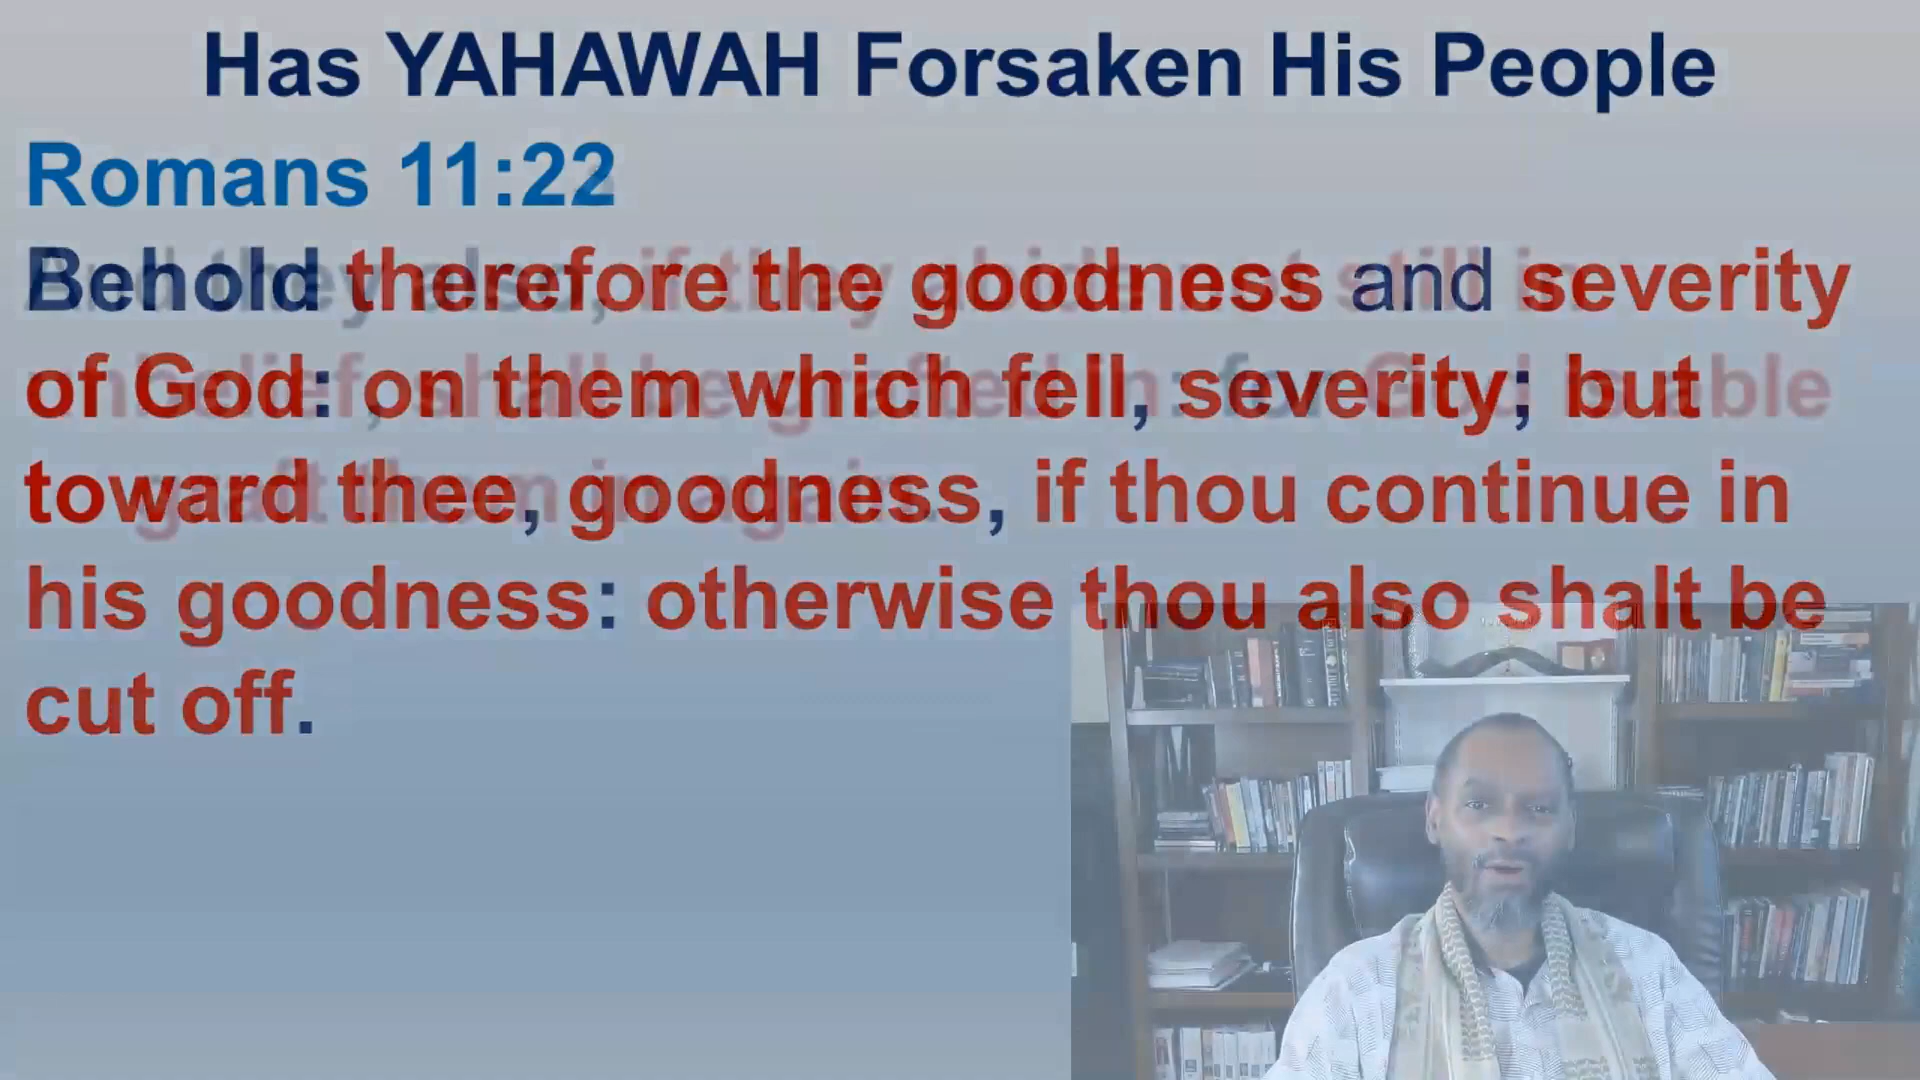 Has YAHAWAH Forsaken His People
Romans 11:22
Behold therefore the goodness and severity
of God: on them which fell, severity; but
toward thee, goodness, if thou continue in
his goodness: otherwise thou also shalt be
cut off.